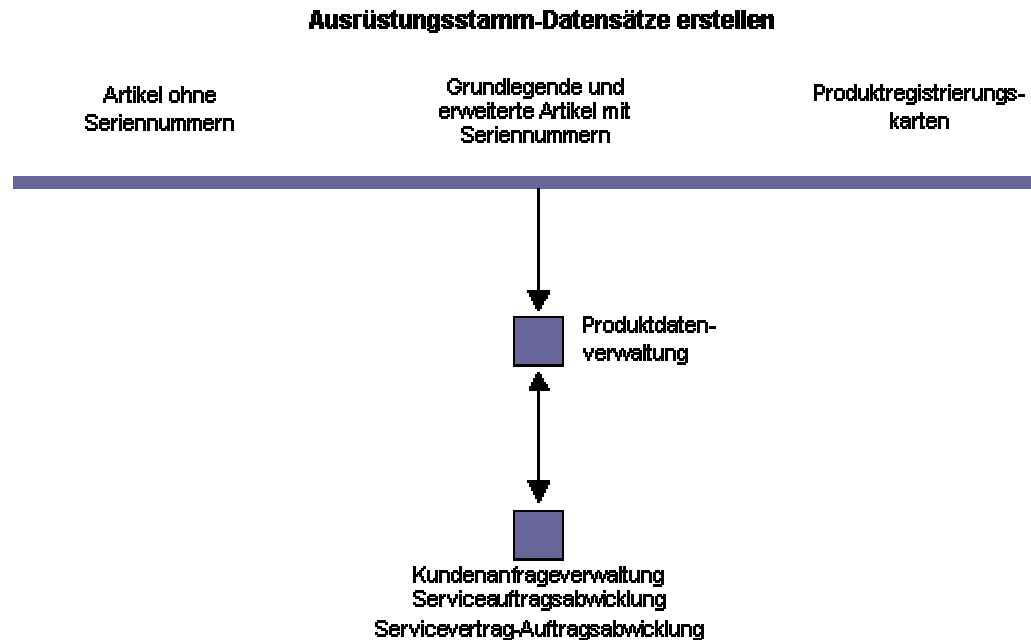 Ausrüstungsstamm-Datensätze erstellen
Artikel ohne
Seriennummern
Grundlegende und
erweiterte Artikel mit
Seriennummern
Produktregistrierungs-
karten
Produktdaten-
verwaltung
Kundenanfrageverwaltung
Serviceauftragsabwicklung
Servicevertrag-Auftragsabwicklung